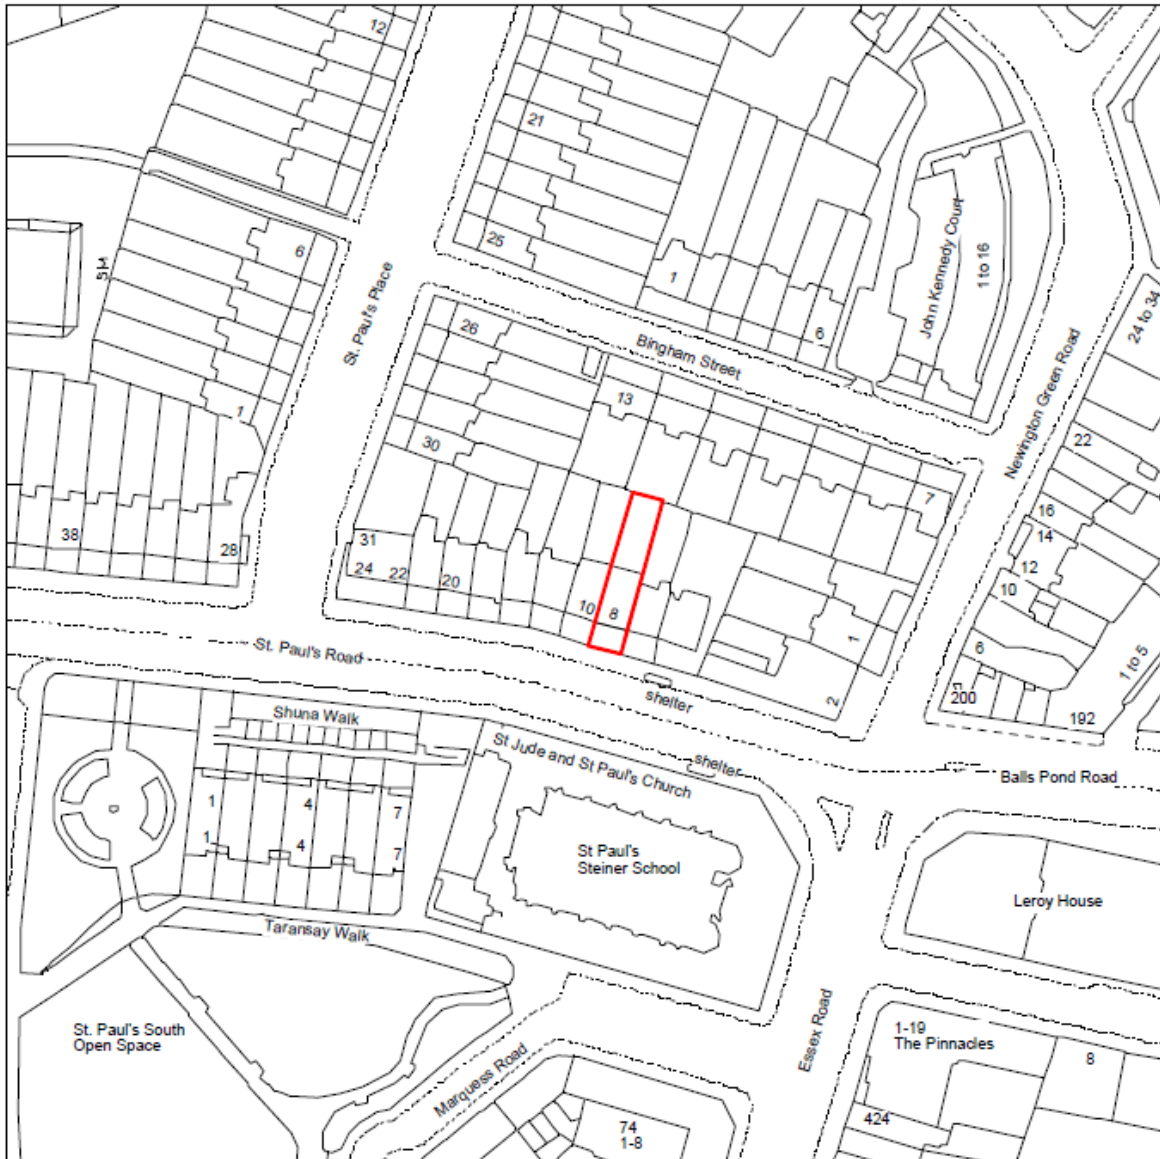 12
21
25
6
5M
St. Paul's Place
1
1
6
John Kennedy Court
1 to 16
24 to 34
Bingham Street
Newington Green Road
26
13
30
22
7
1
38
28
16
14
12
10
31
24
22
20
10
8
1
6
200
192
1 to 5
2
St. Paul's Road
shelter
Shuna Walk
St Jude and St Paul's Church
shelter
Balls Pond Road
1
4
7
1
4
7
St Paul's
Steiner School
Leroy House
Taransay Walk
St. Paul's South
Open Space
Marquess Road
Essex Road
1-19
The Pinnacles
8
424
74
1-8